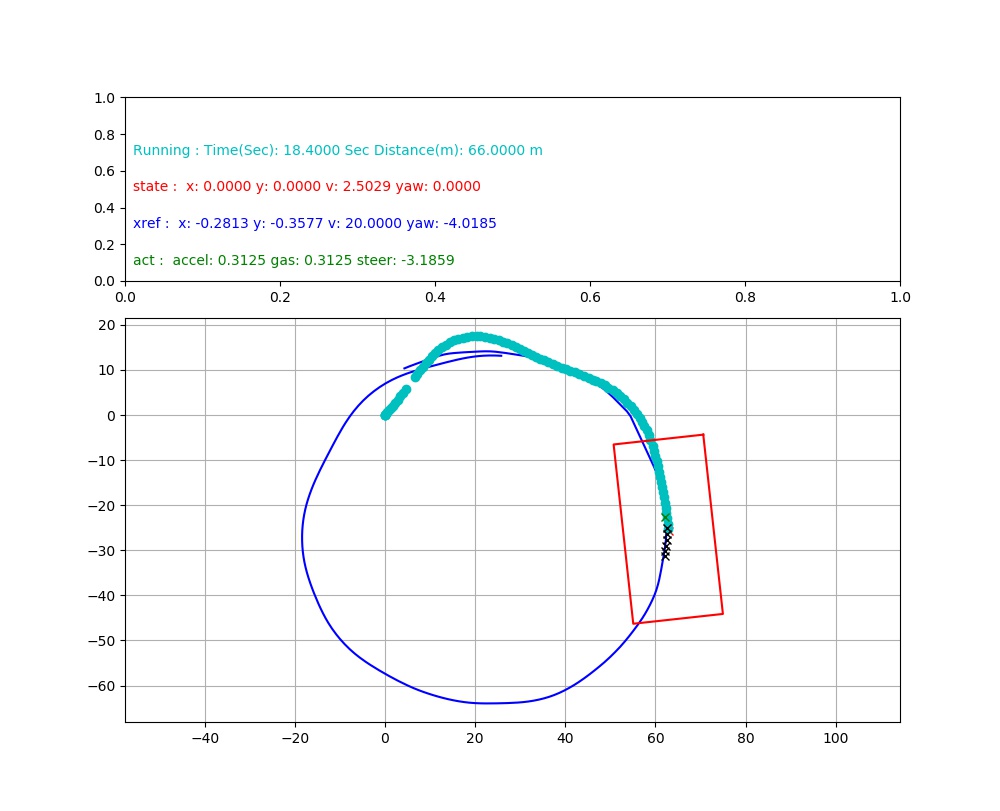 1.0
0.8
0.6
0.4
0.2
0.0
Running : Time(Sec): 18.4000 Sec Distance(m): 66.0000 m
state :  x: 0.0000 y: 0.0000 v: 2.5029 yaw: 0.0000
xref :  x: -0.2813 y: -0.3577 v: 20.0000 yaw: -4.0185
act :  accel: 0.3125 gas: 0.3125 steer: -3.1859
0.0 0.2 0.4 0.6 0.8 1.0
20
10
0
−10
−20
−30
−40
−50
−60
−40 −20 0 20 40 60 80 100